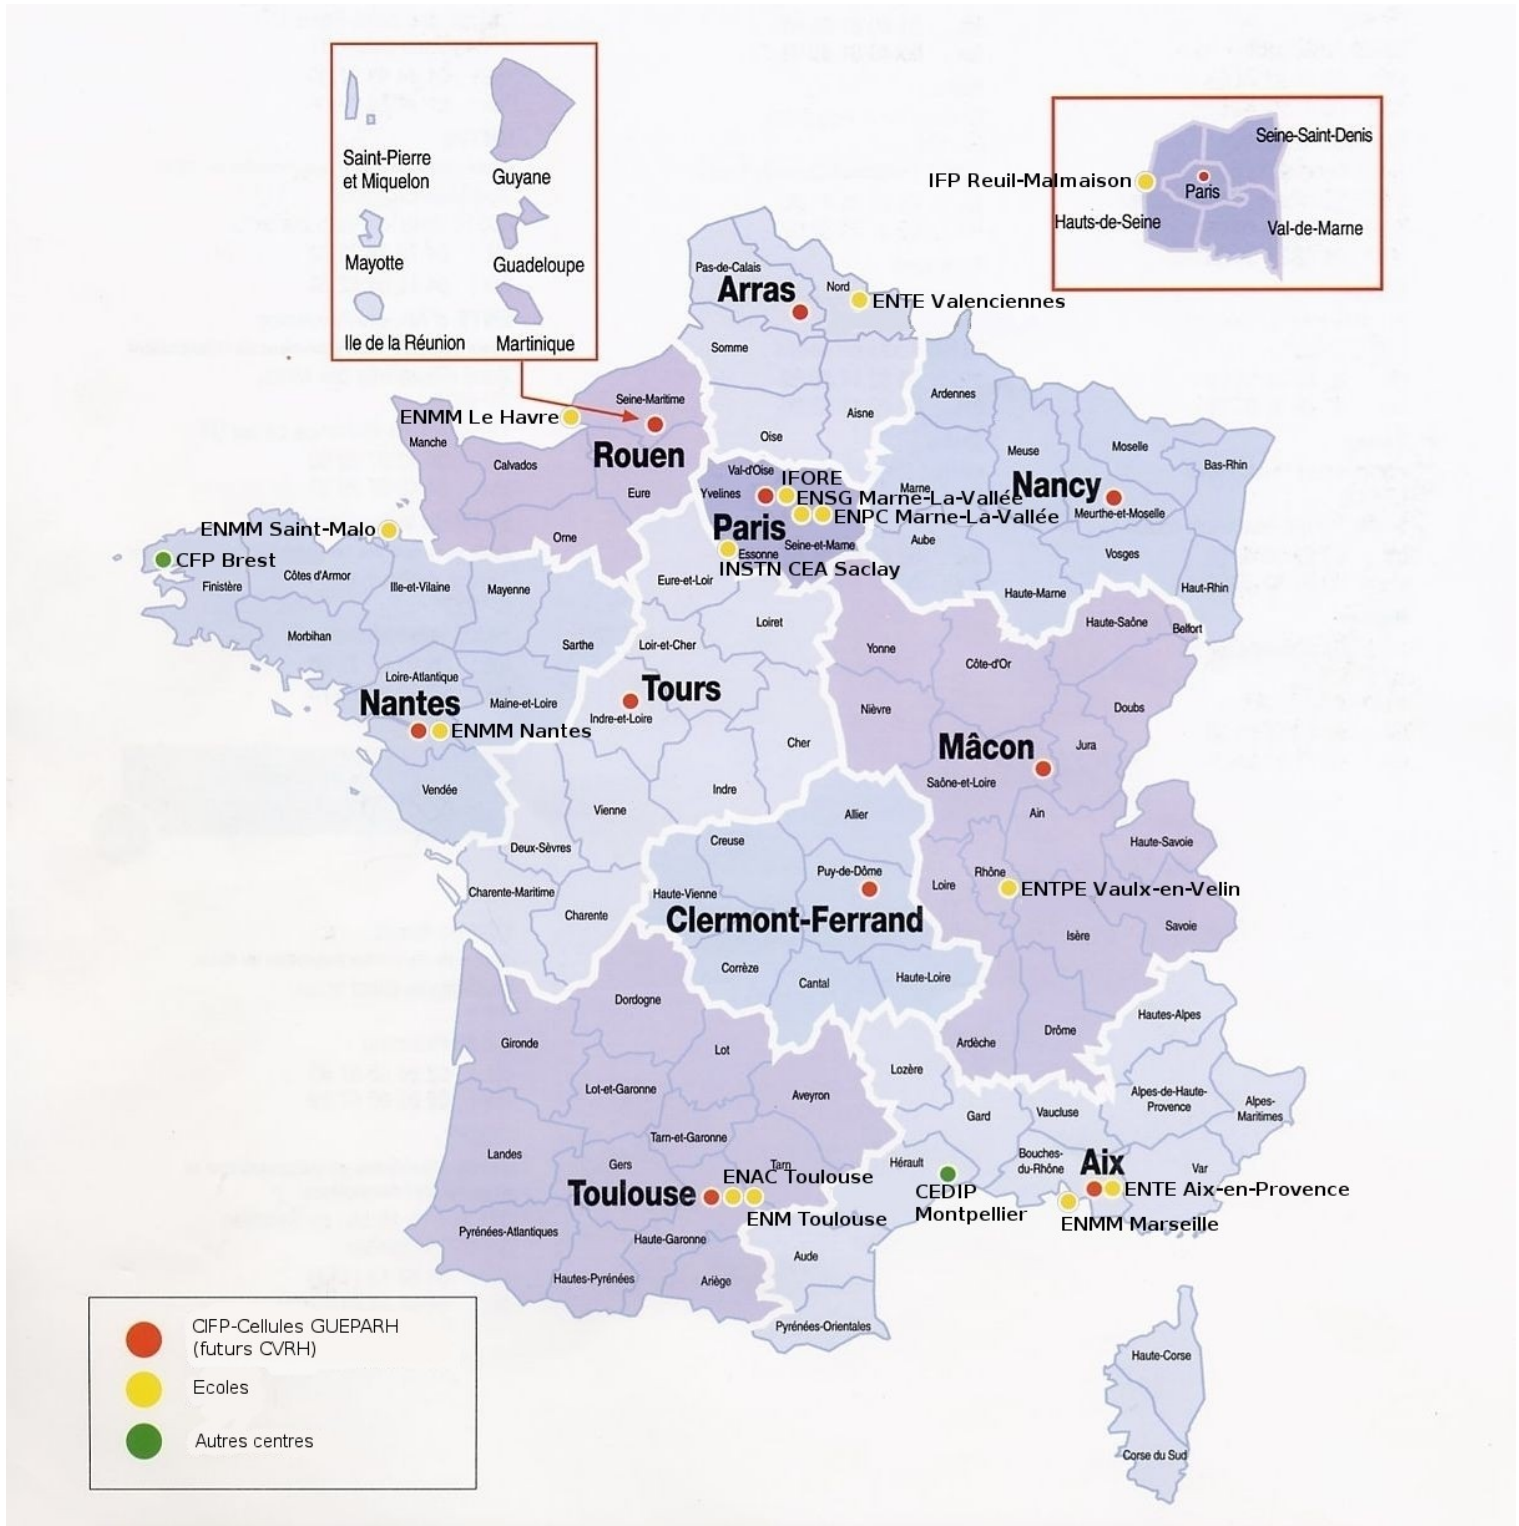 Saint-Pierre
et Miquelon
Guyane
Mayotte
Guadeloupe
Ile de la Réunion
Martinique
Seine-Saint-Denis
IFP Reuil-Malmaison
Paris
Hauts-de-Seine
Val-de-Marne
Pas-de-Calais
Arras
Nord
ENTE Valenciennes
Somme
Aisne
Oise
Ardennes
ENMM Le Havre
Seine-Maritime
Manche
Calvados
Rouen
Eure
Orne
Val-d'Oise
IFORE
Yvelines
ENSG Marne-La-Vallée
ENPC Marne-La-Vallée
Paris
Essonne
Seine-et-Marne
INSTN CEA Saclay
Meuse
Moselle
Bas-Rhin
Marne
Nancy
Meurthe-et-Moselle
Aube
Vosges
Haute-Marne
Haut-Rhin
ENMM Saint-Malo
CFP Brest
Finistère
Côtes d'Armor
Ille-et-Vilaine
Mayenne
Morbihan
Sarthe
Loire-Atlantique
Nantes
Maine-et-Loire
ENMM Nantes
Vendée
Eure-et-Loir
Loiret
Loir-et-Cher
Tours
Indre-et-Loire
Cher
Indre
Vienne
Deux-Sèvres
Charente-Maritime
Charente
Haute-Saône
Belfort
Yonne
Côte-d'Or
Nièvre
Doubs
Mâcon
Jura
Saône-et-Loire
Ain
Haute-Savoie
Rhône
Loire
ENTPE Vaulx-en-Velin
Savoie
Isère
Ardèche
Drôme
Allier
Creuse
Puy-de-Dôme
Haute-Vienne
Clermont-Ferrand
Corrèze
Cantal
Haute-Loire
Dordogne
Gironde
Lot
Lot-et-Garonne
Aveyron
Tarn-et-Garonne
Landes
Gers
Tarn
ENAC Toulouse
Toulouse
ENM Toulouse
Pyrénées-Atlantiques
Haute-Garonne
Hautes-Pyrénées
Ariège
Hautes-Alpes
Lozère
Gard
Vaucluse
Alpes-de-Haute-
Provence
Alpes-
Maritimes
Hérault
Bouches-
du-Rhône
Aix
Var
CEDIP
Montpellier
ENTE Aix-en-Provence
ENMM Marseille
Aude
Pyrénées-Orientales
Haute-Corse
Corse du Sud
CIFP-Cellules GUEPARH
(futurs CVRH)
Ecoles
Autres centres